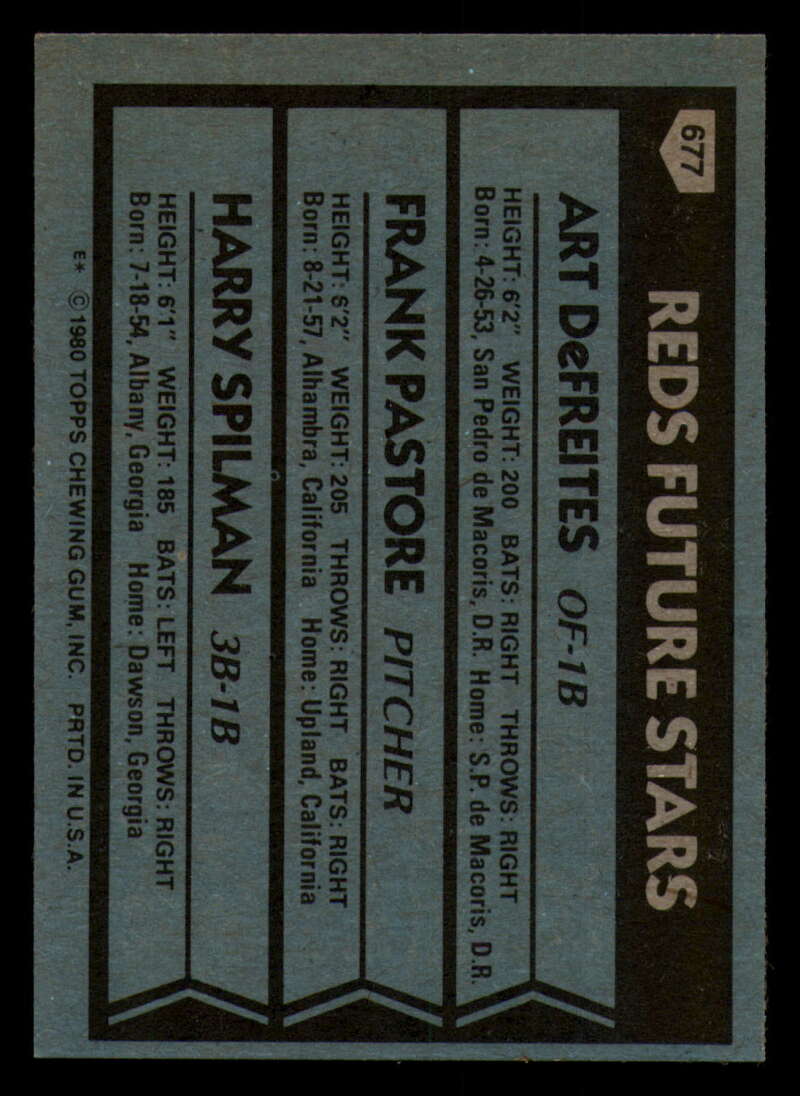 677
REDS FUTURE STARS
ART DeFREITES OF-1B
HEIGHT: 6'2" WEIGHT: 200 BATS: RIGHT THROWS: RIGHT
Born: 4-26-53, San Pedro de Macoris, D.R. Home: S.P. de Macoris, D.R.
FRANK PASTORE PITCHER
HEIGHT: 6'2" WEIGHT: 205 THROWS: RIGHT BATS: RIGHT
Born: 8-21-57, Alhambra, California Home: Upland, California
HARRY SPILMAN 3B-1B
HEIGHT: 6'1" WEIGHT: 185 BATS: LEFT THROWS: RIGHT
Born: 7-18-54, Albany, Georgia Home: Dawson, Georgia
E* © 1980 TOPPS CHEWING GUM, INC. PRTD. IN U.S.A.